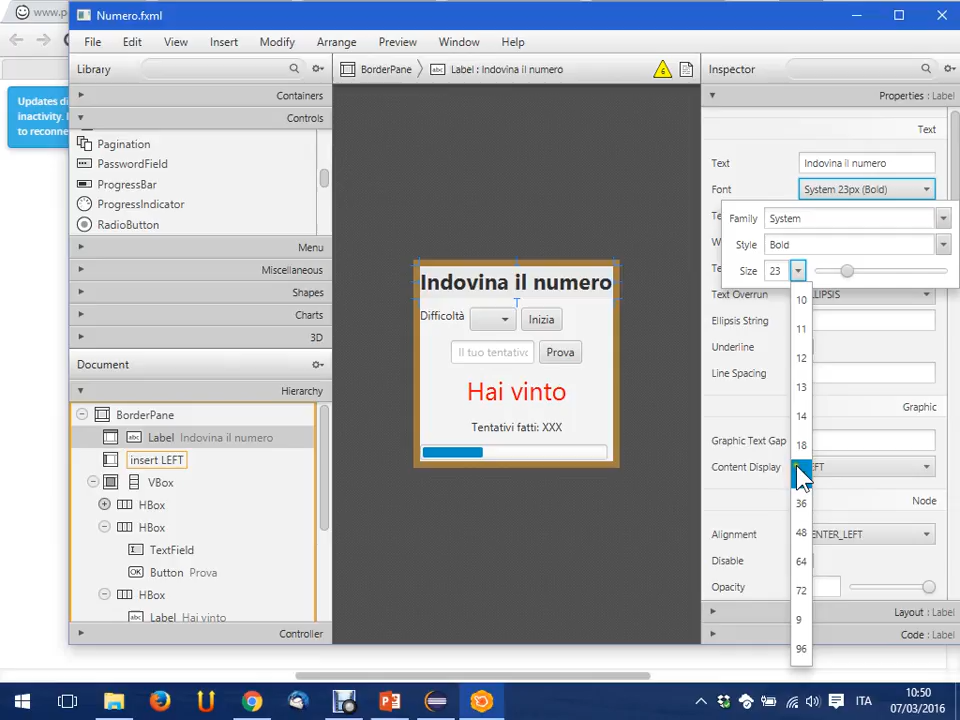 www.p
Numero.fxml
File Edit View Insert Modify Arrange Preview Window Help
Library
BorderPane
Label : Indovina il numero
6
Inspector
Updates di
inactivity.
to reconne
Containers
Controls
Pagination
PasswordField
ProgressBar
ProgressIndicator
RadioButton
Menu
Miscellaneous
Shapes
Charts
3D
Document
Hierarchy
BorderPane
Label Indovina il numero
insert LEFT
VBox
HBox
HBox
TextField
OK Button Prova
HBox
Label Hai vinto
Controller
Indovina il numero
Difficoltà
Inizia
Il tuo tentativo
Prova
Hai vinto
Tentativi fatti: XXX
Properties : Label
Text
Text Indovina il numero
Font System 23px (Bold)
Family System
Style Bold
Size 23
10
11
12
13
14
18
36
48
64
72
9
96
Text Overrun ELLIPSIS
Ellipsis String
Underline
Line Spacing
Graphic
Graphic Text Gap
Content Display LEFT
Node
Alignment CENTER_LEFT
Disable
Opacity
Layout : Label
Code : Label
ITA
10:50
07/03/2016